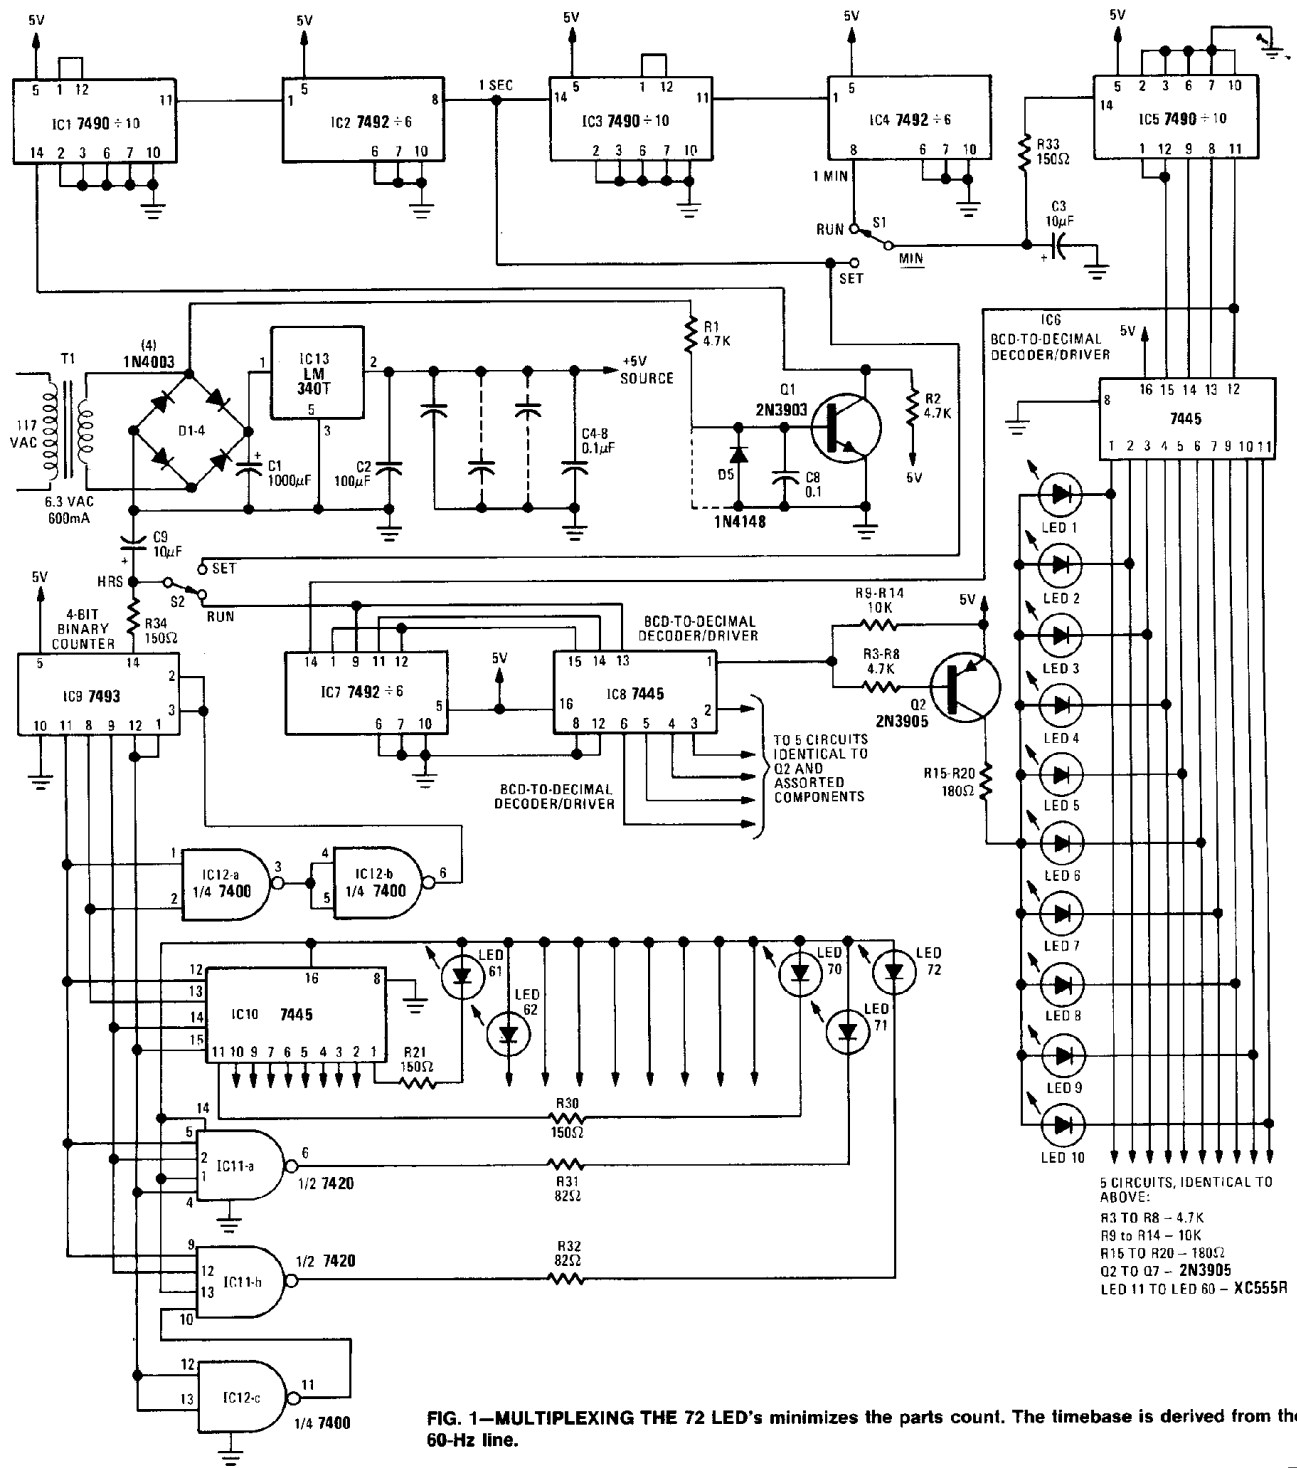 5V
5V
5V
5V
5V
5 1 12 11
IC1 7490 ÷10
14 2 3 6 7 10
5 1 8
IC2 7492 ÷6
6 7 10
1 SEC
5 14 1 12 11
IC3 7490 ÷10
2 3 6 7 10
5 1
IC4 7492 ÷6
8 6 7 10
1 MIN
5 2 3 6 7 10
14
IC5 7490 ÷10
1 12 9 8 11
R33
150Ω
C3
10µF
+
RUN
S1
MIN
SET
T1
117
VAC
6.3 VAC
600mA
(4)
1N4003
D1-4
1 2
IC13
LM
340T
5
3
+
C1
1000µF
C2
100µF
C4-8
0.1µF
+5V
SOURCE
R1
4.7K
Q1
2N3903
R2
4.7K
5V
D5
1N4148
C8
0.1
IC6
BCD-TO-DECIMAL
DECODER/DRIVER
5V
16 15 14 13 12
8
7445
1 2 3 4 5 6 7 9 10 11
LED 1
LED 2
LED 3
LED 4
LED 5
LED 6
LED 7
LED 8
LED 9
LED 10
C9
10µF
+
HRS
SET
S2
RUN
R34
150Ω
5V
4-BIT
BINARY
COUNTER
5 14
2
3
IC9 7493
10 11 8 9 12 1
14 1 9 11 12
IC7 7492 ÷6
5
6 7 10
5V
BCD-TO-DECIMAL
DECODER/DRIVER
15 14 13
1
16
IC8 7445
2
8 12 6 5 4 3
BCD-TO-DECIMAL
DECODER/DRIVER
TO 5 CIRCUITS
IDENTICAL TO
Q2 AND
ASSORTED
COMPONENTS
R9-R14
10K
R3-R8
4.7K
5V
Q2
2N3905
R15-R20
180Ω
1
2
IC12-a
1/4 7400
3
4
5
IC12-b
1/4 7400
6
12
13
14
15
16
8
IC10 7445
11 10 9 7 6 5 4 3 2 1
R21
150Ω
LED
61
LED
62
LED
70
LED
71
LED
72
R30
150Ω
14
5
2
1
4
IC11-a
6
1/2 7420
R31
82Ω
9
12
13
10
IC11-b
1/2 7420
R32
82Ω
12
13
IC12-c
11
1/4 7400
5 CIRCUITS, IDENTICAL TO
ABOVE:
R3 TO R8 – 4.7K
R9 to R14 – 10K
R15 TO R20 – 180Ω
Q2 TO Q7 – 2N3905
LED 11 TO LED 60 – XC555R
FIG. 1—MULTIPLEXING THE 72 LED's minimizes the parts count. The timebase is derived from the
60-Hz line.